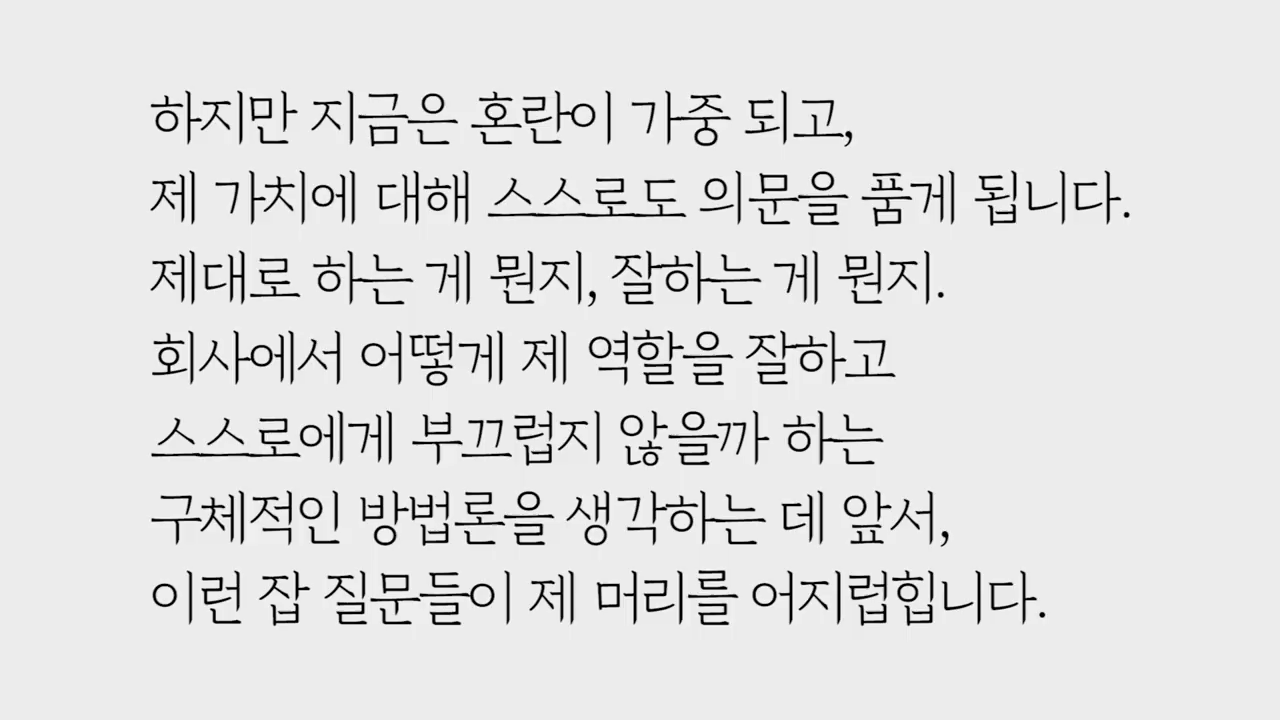 하지만 지금은 혼란이 가중 되고,
제 가치에 대해 스스로도 의문을 품게 됩니다.
제대로 하는 게 뭔지, 잘하는 게 뭔지.
회사에서 어떻게 제 역할을 잘하고
스스로에게 부끄럽지 않을까 하는
구체적인 방법론을 생각하는 데 앞서,
이런 잡 질문들이 제 머리를 어지럽힙니다.